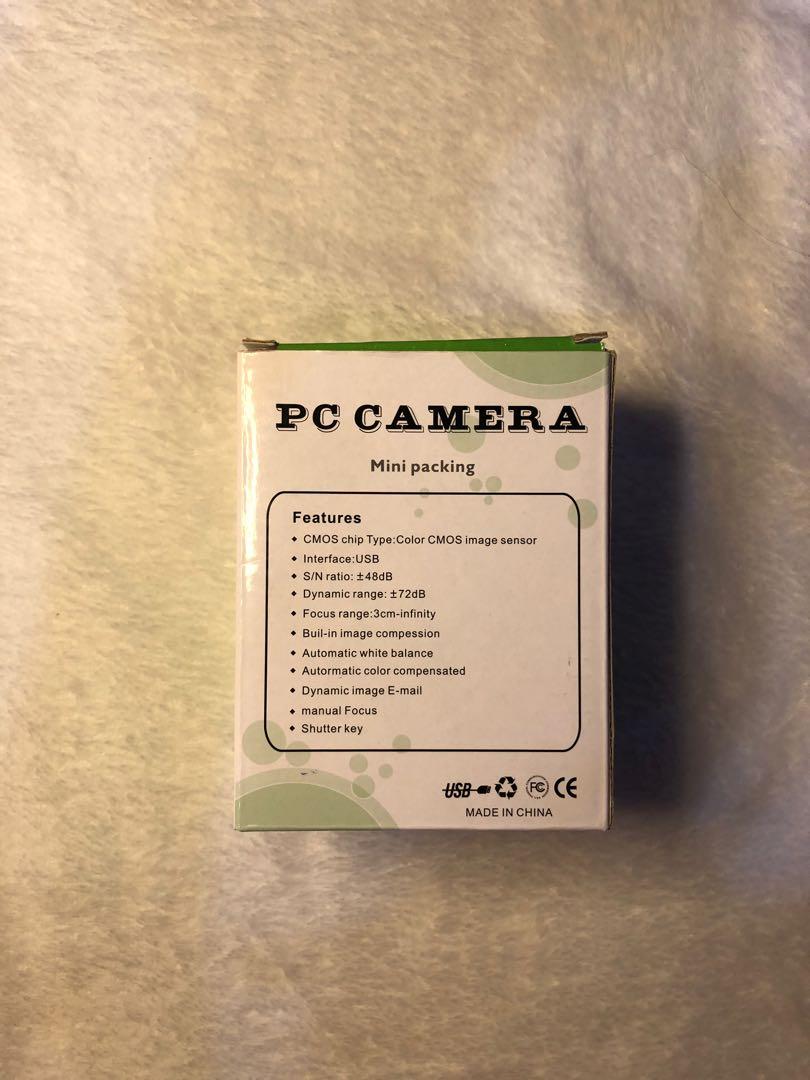 PC CAMERA
Mini packing
Features
◆ CMOS chip Type:Color CMOS image sensor
◆ Interface:USB
◆ S/N ratio: ±48dB
◆ Dynamic range: ±72dB
◆ Focus range:3cm-infinity
◆ Buil-in image compession
◆ Automatic white balance
◆ Autormatic color compensated
◆ Dynamic image E-mail
◆ manual Focus
◆ Shutter key
USB FC CE
MADE IN CHINA